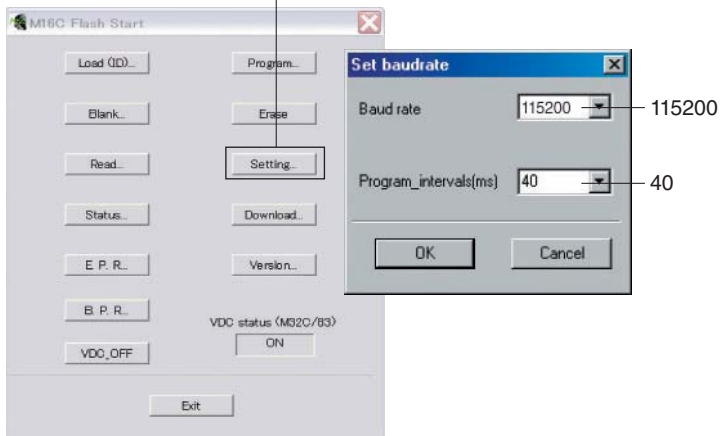 M16C Flash Start
Load (ID)...
Program...
Blank...
Erase
Read...
Setting...
Status...
Download...
E. P. R...
Version...
B. P. R...
VDC status (M32C/83)
ON
VDC_OFF
Exit
Set baudrate
Baud rate
115200
115200
Program_intervals(ms)
40
40
OK
Cancel